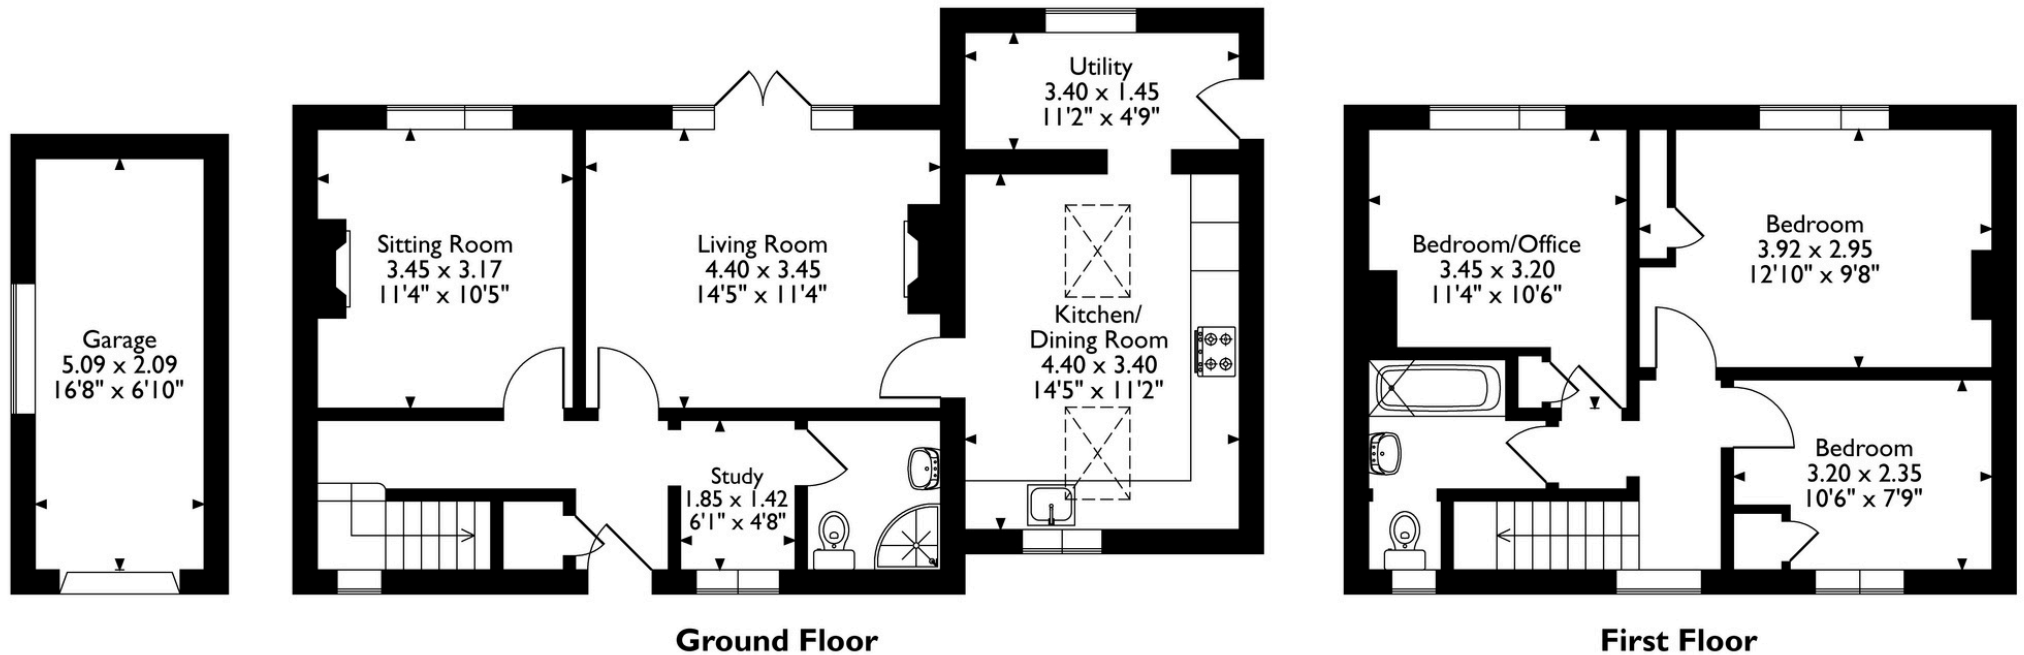 Garage
5.09 x 2.09
16'8" x 6'10"
Sitting Room
3.45 x 3.17
11'4" x 10'5"
Living Room
4.40 x 3.45
14'5" x 11'4"
Utility
3.40 x 1.45
11'2" x 4'9"
Kitchen/
Dining Room
4.40 x 3.40
14'5" x 11'2"
Study
1.85 x 1.42
6'1" x 4'8"
Ground Floor
Bedroom/Office
3.45 x 3.20
11'4" x 10'6"
Bedroom
3.92 x 2.95
12'10" x 9'8"
Bedroom
3.20 x 2.35
10'6" x 7'9"
First Floor